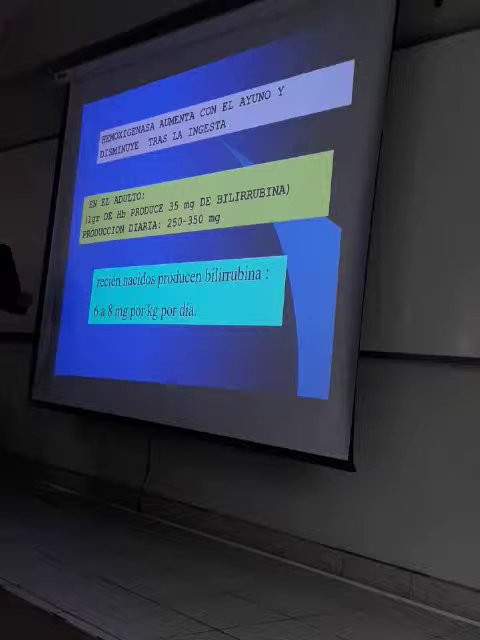 HEMOXIGENASA AUMENTA CON EL AYUNO Y
DISMINUYE TRAS LA INGESTA
EN EL ADULTO:
(1gr DE Hb PRODUCE 35 mg DE BILIRRUBINA)
PRODUCCION DIARIA: 250-350 mg
recién nacidos producen bilirrubina :
6 a 8 mg por kg por día.